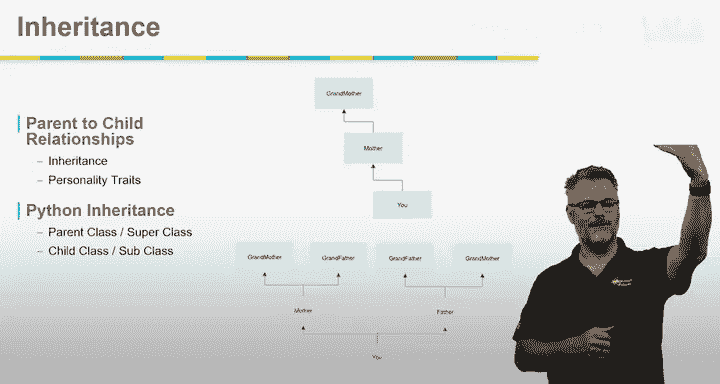 Inheritance
Parent to Child
Relationships
– Inheritance
– Personality Traits
Python Inheritance
– Parent Class / Super Class
– Child Class / Sub Class
GrandMother
Mother
You
GrandMother
GrandFather
GrandFather
GrandMother
Mother
Father
You